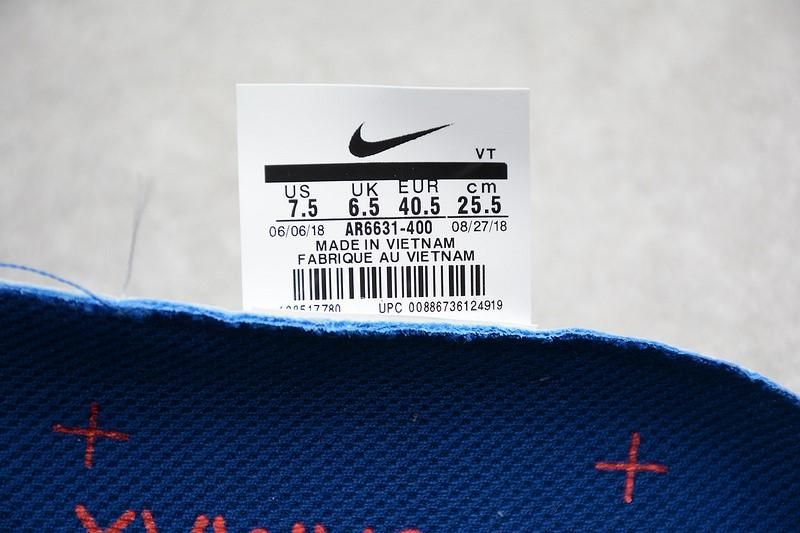 VT
US UK EUR cm
7.5 6.5 40.5 25.5
06/06/18 AR6631-400 08/27/18
MADE IN VIETNAM
FABRIQUE AU VIETNAM
UPC 00886736124919